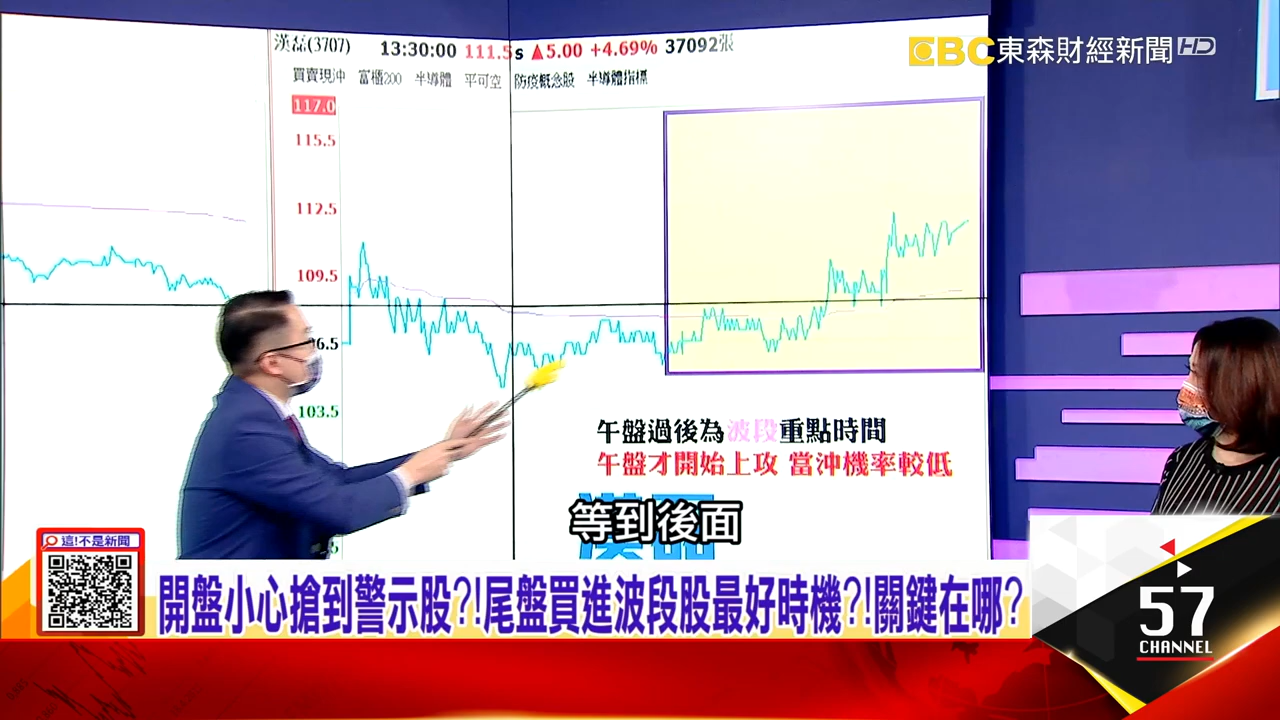 漢磊(3707) 13:30:00 111.5s ▲5.00 +4.69% 37092張
買賣現沖 富櫃200 半導體 平可空 防疫概念股 半導體指標
EBC東森財經新聞HD
117.0
115.5
112.5
109.5
106.5
103.5
午盤過後為波段重點時間
午盤才開始上攻 當沖機率較低
漢磊
等到後面
這!不是新聞
開盤小心搶到警示股?!尾盤買進波段股最好時機?!關鍵在哪?
57
CHANNEL